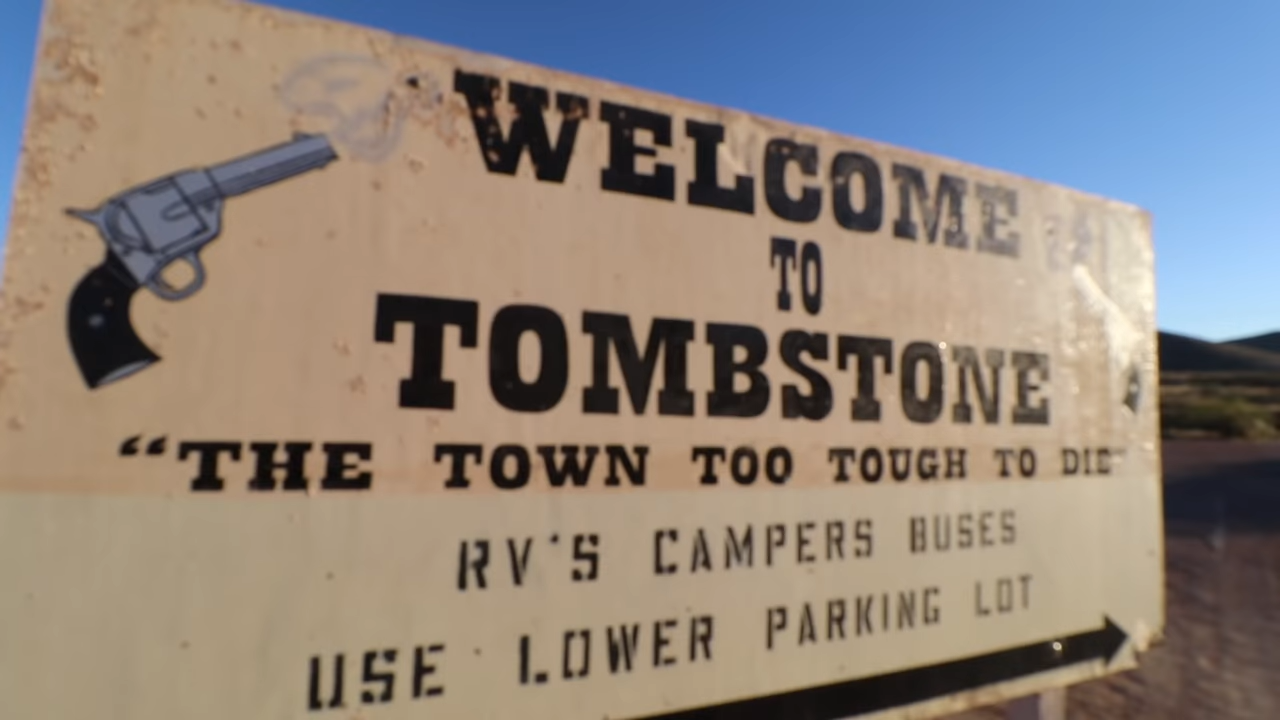 WELCOME
TO
TOMBSTONE
“THE TOWN TOO TOUGH TO DIE”
RV'S CAMPERS BUSES
USE LOWER PARKING LOT